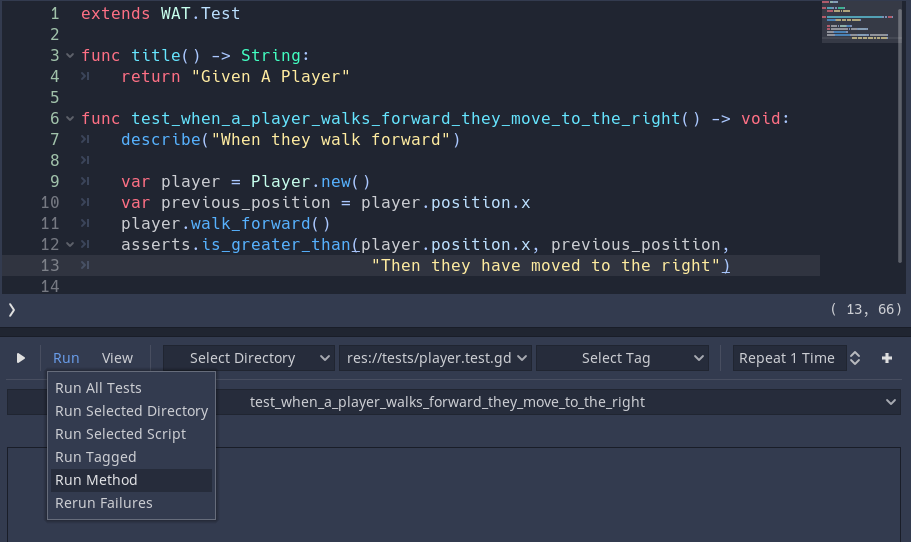 1 extends WAT.Test
2
3 func title() -> String:
4 return "Given A Player"
5
6 func test_when_a_player_walks_forward_they_move_to_the_right() -> void:
7 describe("When they walk forward")
8
9 var player = Player.new()
10 var previous_position = player.position.x
11 player.walk_forward()
12 asserts.is_greater_than(player.position.x, previous_position,
13 "Then they have moved to the right")
14
( 13, 66)
Run View Select Directory res://tests/player.test.gd Select Tag Repeat 1 Time
test_when_a_player_walks_forward_they_move_to_the_right
Run All Tests
Run Selected Directory
Run Selected Script
Run Tagged
Run Method
Rerun Failures